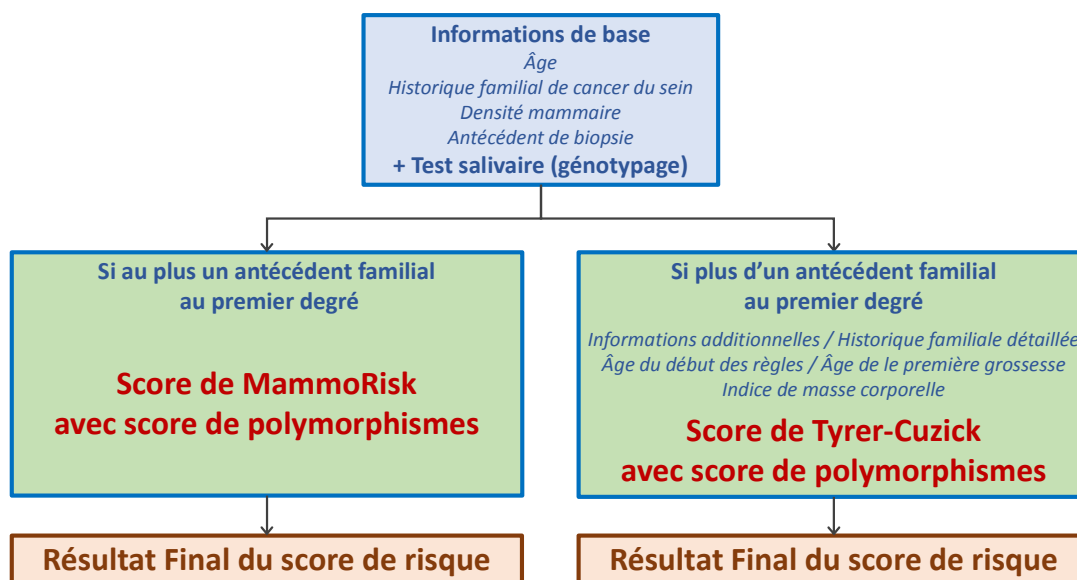 Informations de base
Âge
Historique familial de cancer du sein
Densité mammaire
Antécédent de biopsie
+ Test salivaire (génotypage)
Si au plus un antécédent familial
au premier degré
Score de MammoRisk
avec score de polymorphismes
Résultat Final du score de risque
Si plus d’un antécédent familial
au premier degré
Informations additionnelles / Historique familiale détaillée
Âge du début des règles / Âge de la première grossesse
Indice de masse corporelle
Score de Tyrer-Cuzick
avec score de polymorphismes
Résultat Final du score de risque